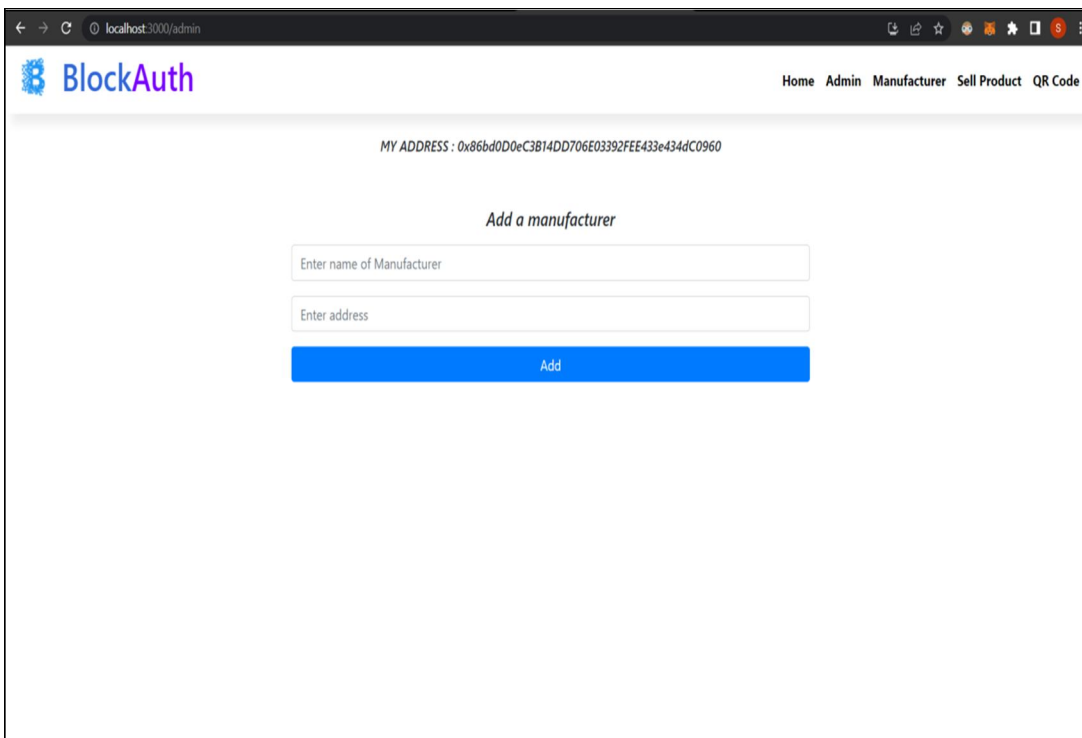 localhost:3000/admin
S
BlockAuth
Home Admin Manufacturer Sell Product QR Code
MY ADDRESS : 0x86bd0D0eC3B14DD706E03392FEE433e434dC0960
Add a manufacturer
Enter name of Manufacturer
Enter address
Add